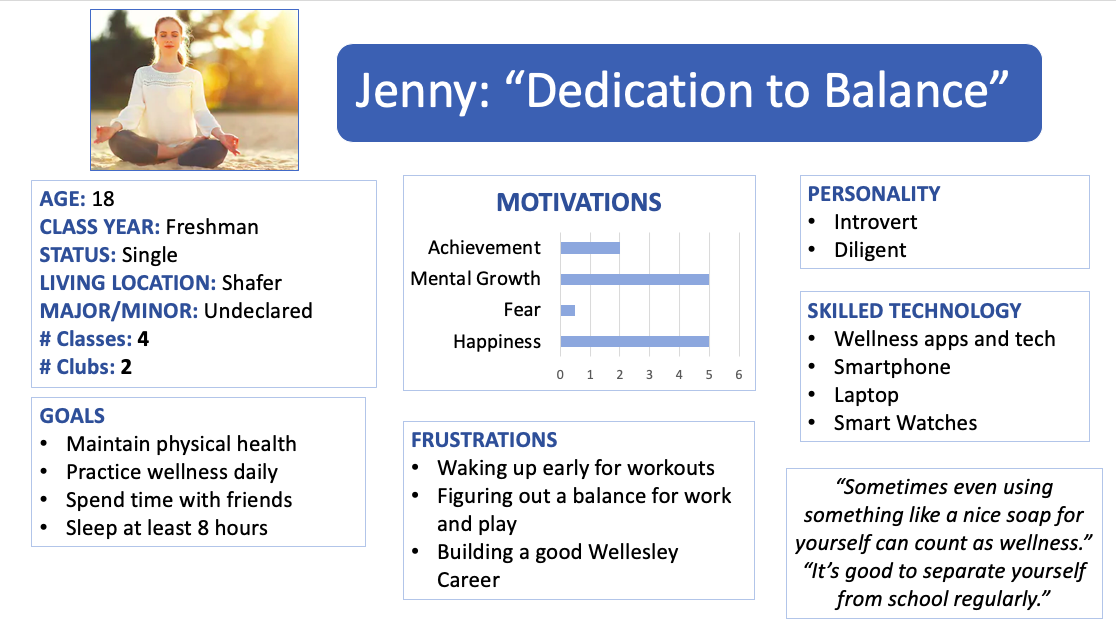 Jenny: “Dedication to Balance”
AGE: 18
CLASS YEAR: Freshman
STATUS: Single
LIVING LOCATION: Shafer
MAJOR/MINOR: Undeclared
# Classes: 4
# Clubs: 2
GOALS
• Maintain physical health
• Practice wellness daily
• Spend time with friends
• Sleep at least 8 hours
MOTIVATIONS
Achievement
Mental Growth
Fear
Happiness
0 1 2 3 4 5 6
FRUSTRATIONS
• Waking up early for workouts
• Figuring out a balance for work
and play
• Building a good Wellesley
Career
PERSONALITY
• Introvert
• Diligent
SKILLED TECHNOLOGY
• Wellness apps and tech
• Smartphone
• Laptop
• Smart Watches
“Sometimes even using
something like a nice soap for
yourself can count as wellness.”
“It’s good to separate yourself
from school regularly.”